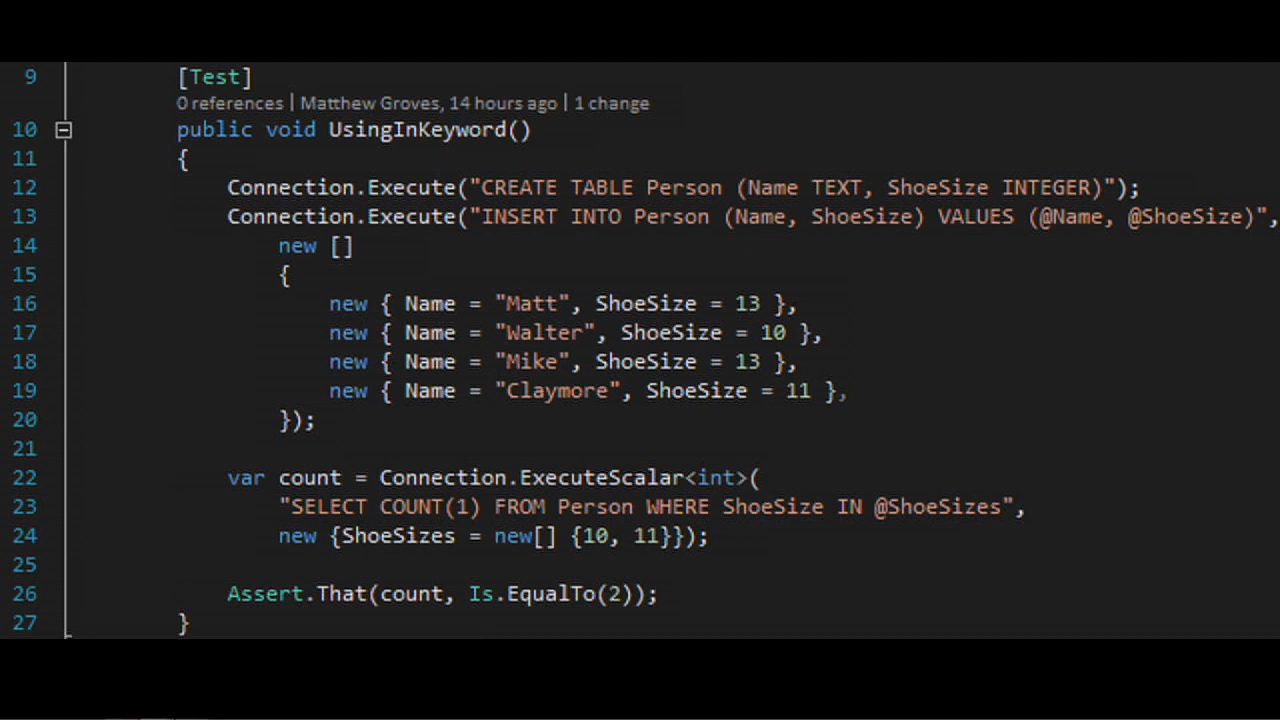 9 [Test]
0 references | Matthew Groves, 14 hours ago | 1 change
10 public void UsingInKeyword()
11 {
12 Connection.Execute("CREATE TABLE Person (Name TEXT, ShoeSize INTEGER)");
13 Connection.Execute("INSERT INTO Person (Name, ShoeSize) VALUES (@Name, @ShoeSize)",
14 new []
15 {
16 new { Name = "Matt", ShoeSize = 13 },
17 new { Name = "Walter", ShoeSize = 10 },
18 new { Name = "Mike", ShoeSize = 13 },
19 new { Name = "Claymore", ShoeSize = 11 },
20 });
21
22 var count = Connection.ExecuteScalar<int>(
23 "SELECT COUNT(1) FROM Person WHERE ShoeSize IN @ShoeSizes",
24 new {ShoeSizes = new[] {10, 11}});
25
26 Assert.That(count, Is.EqualTo(2));
27 }